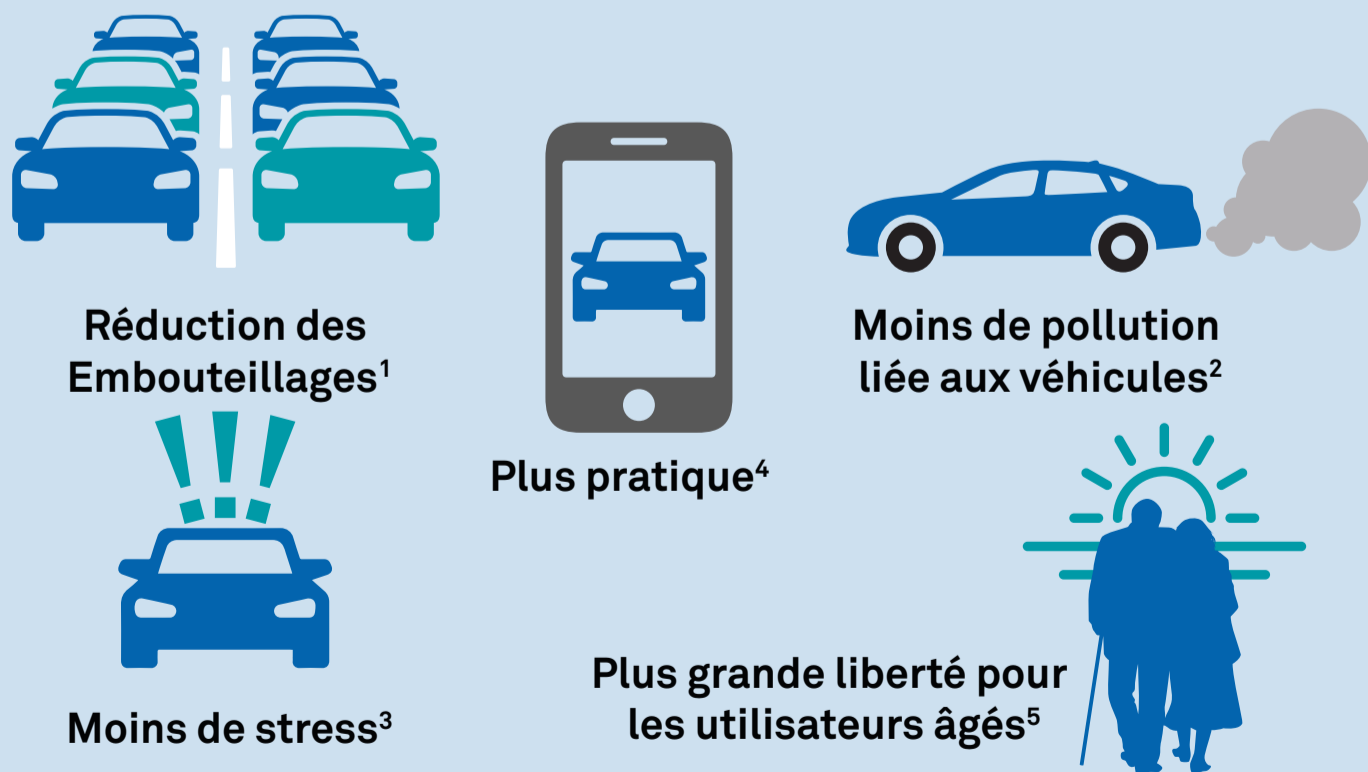 Réduction des
Embouteillages¹
Moins de pollution
liée aux véhicules²
Moins de stress³
Plus pratique⁴
Plus grande liberté pour
les utilisateurs âgés⁵